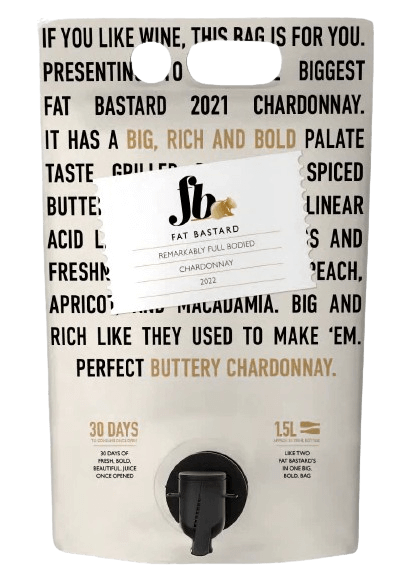 IF YOU LIKE WINE, THIS BAG IS FOR YOU.
PRESENTING TO BIGGEST
FAT BASTARD 2021 CHARDONNAY.
IT HAS A BIG, RICH AND BOLD PALATE
TASTE GRILLED SPICED
LINEAR
ACID AND
PEACH,
APRICOT AND MACADAMIA. BIG AND
RICH LIKE THEY USED TO MAKE ‘EM.
PERFECT BUTTERY CHARDONNAY.
fb
FAT BASTARD
REMARKABLY FULL BODIED
CHARDONNAY
2022
30 DAYS
30 DAYS OF
FRESH, BOLD,
BEAUTIFUL, JUICE
ONCE OPENED
1.5L
LIKE TWO
FAT BASTARD'S
IN ONE BIG,
BOLD, BAG